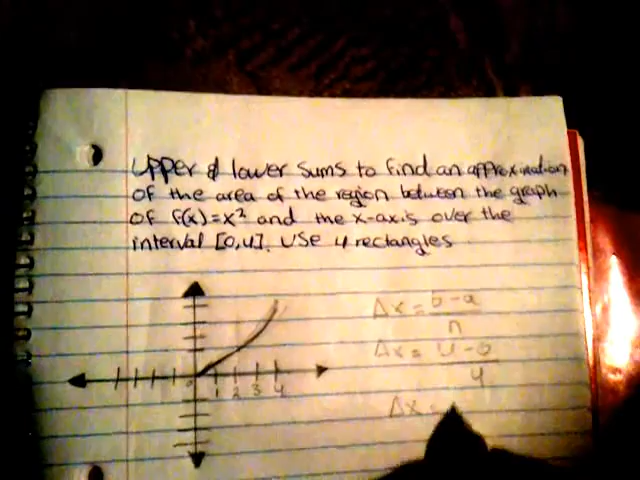 Upper & lower sums to find an approximation
of the area of the region between the graph
of f(x)=x² and the x-axis over the
interval [0,4]. Use 4 rectangles
Δx = b-a
n
Δx = 4-0
4
Δx =
0 1 2 3 4